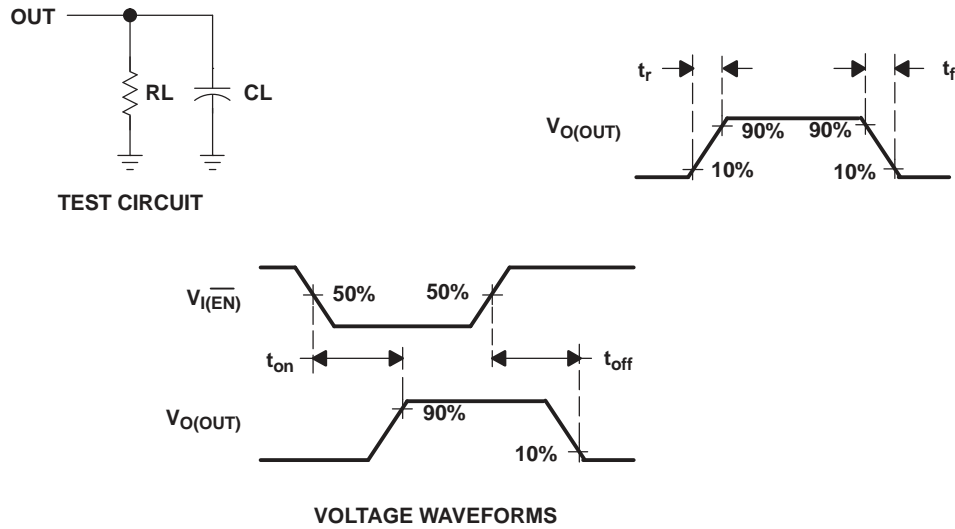 OUT
RL CL
TEST CIRCUIT
tr tf
VO(OUT)
90% 90%
10% 10%
VI(E̅N̅)
50% 50%
ton toff
VO(OUT)
90%
10%
VOLTAGE WAVEFORMS